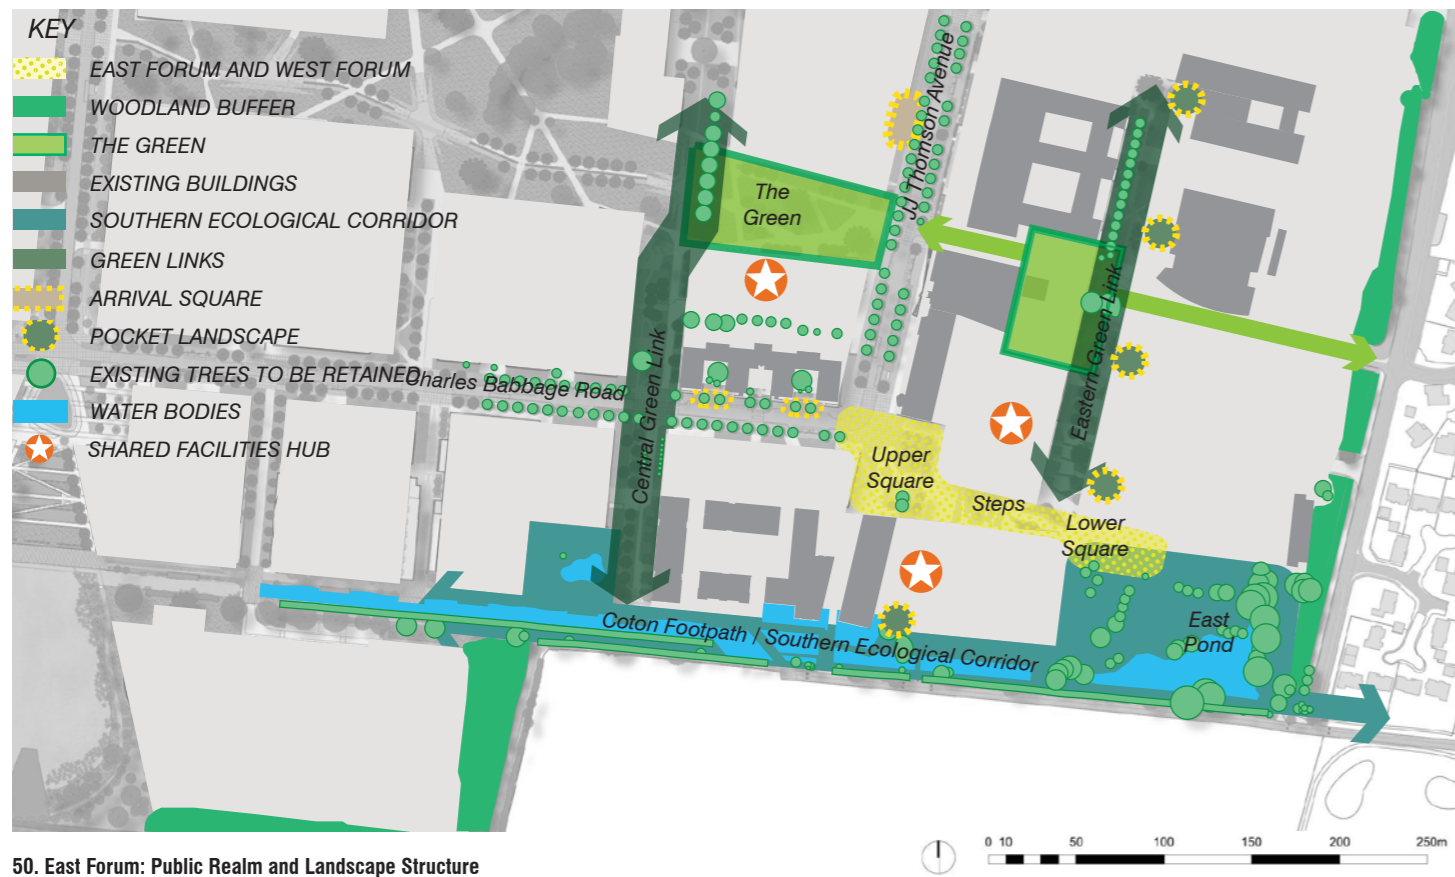 KEY
EAST FORUM AND WEST FORUM
WOODLAND BUFFER
THE GREEN
EXISTING BUILDINGS
SOUTHERN ECOLOGICAL CORRIDOR
GREEN LINKS
ARRIVAL SQUARE
POCKET LANDSCAPE
EXISTING TREES TO BE RETAINED
WATER BODIES
SHARED FACILITIES HUB
JJ Thomson Avenue
The
Green
Eastern Green Link
Central Green Link
Charles Babbage Road
Upper
Square
Steps
Lower
Square
East
Pond
Coton Footpath / Southern Ecological Corridor
0 10 50 100 150 200 250m
50. East Forum: Public Realm and Landscape Structure